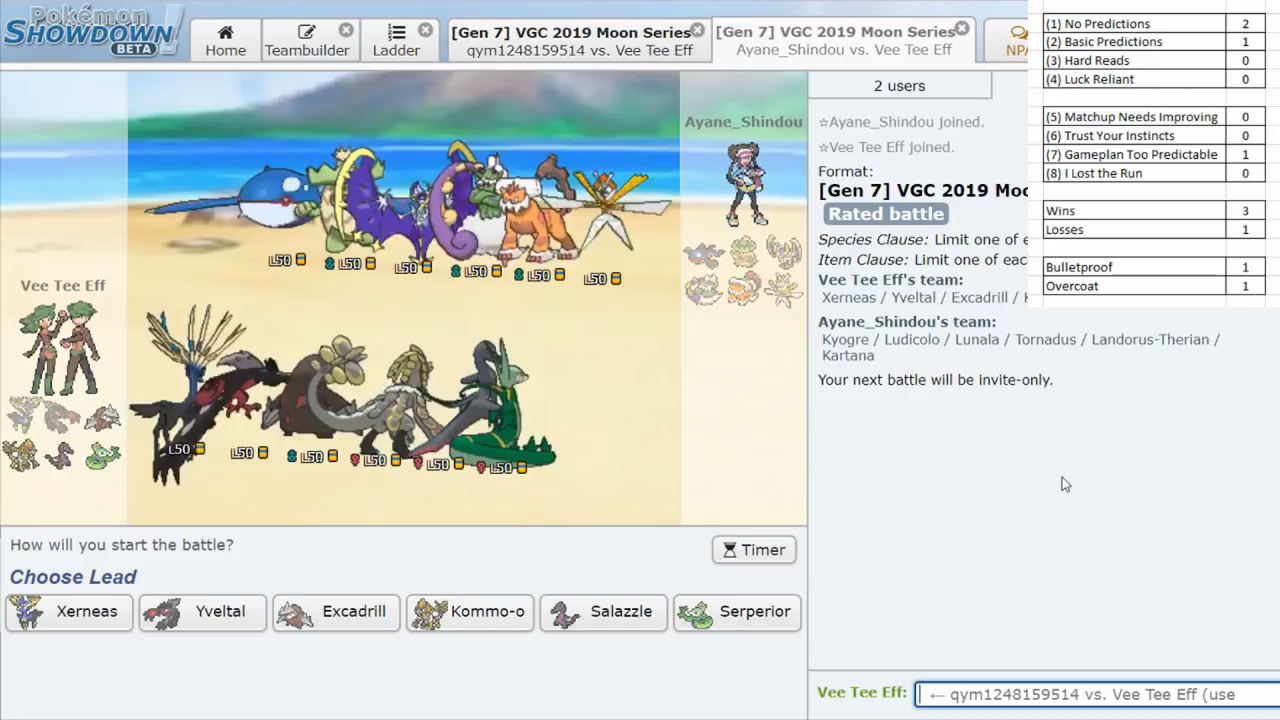 Pokémon
SHOWDOWN!
BETA
Home
Teambuilder
Ladder
[Gen 7] VGC 2019 Moon Series
qym1248159514 vs. Vee Tee Eff
[Gen 7] VGC 2019 Moon Series
Ayane_Shindou vs. Vee Tee Eff
NPA
(1) No Predictions 2
(2) Basic Predictions 1
(3) Hard Reads 0
(4) Luck Reliant 0
(5) Matchup Needs Improving 0
(6) Trust Your Instincts 0
(7) Gameplan Too Predictable 1
(8) I Lost the Run 0
Wins 3
Losses 1
Bulletproof 1
Overcoat 1
2 users
☆Ayane_Shindou joined.
☆Vee Tee Eff joined.
Format:
[Gen 7] VGC 2019 Moo
Rated battle
Species Clause: Limit one of e
Item Clause: Limit one of eac
Vee Tee Eff's team:
Xerneas / Yveltal / Excadrill /
Ayane_Shindou's team:
Kyogre / Ludicolo / Lunala / Tornadus / Landorus-Therian /
Kartana
Your next battle will be invite-only.
Ayane_Shindou
L50 L50 L50 L50 L50 L50
Vee Tee Eff
L50 L50 L50 L50 L50 L50
How will you start the battle?
Timer
Choose Lead
Xerneas Yveltal Excadrill Kommo-o Salazzle Serperior
Vee Tee Eff: ← qym1248159514 vs. Vee Tee Eff (use